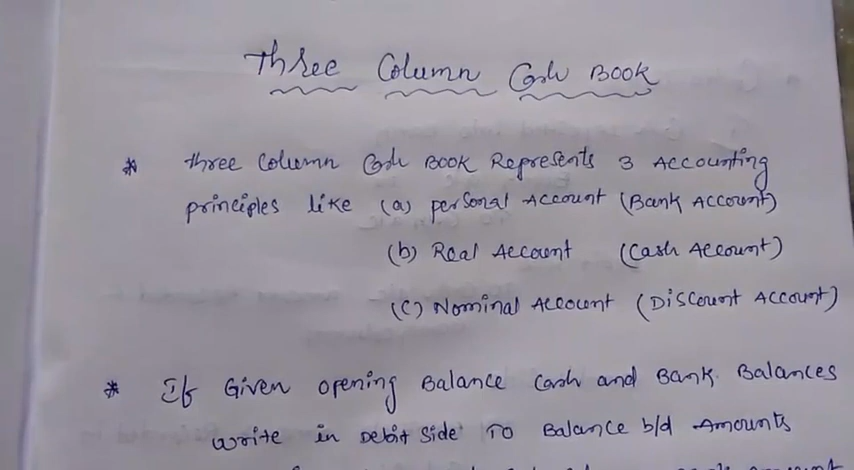 Three Column Cash Book
* Three Column Cash Book Represents 3 Accounting
principles like (a) personal Account (Bank Account)
(b) Real Account (Cash Account)
(c) Nominal Account (Discount Account)
* If Given opening Balance Cash and Bank Balances
write in Debit side To Balance b/d Amounts